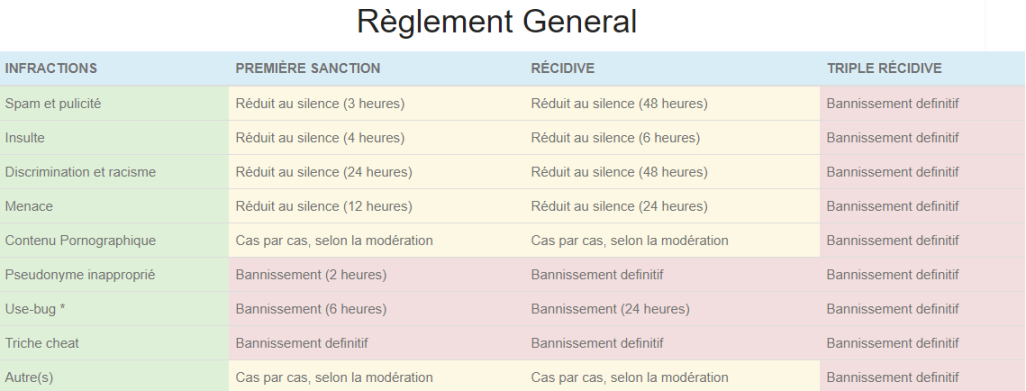 Règlement General
INFRACTIONS PREMIÈRE SANCTION RÉCIDIVE TRIPLE RÉCIDIVE
Spam et pulicité Réduit au silence (3 heures) Réduit au silence (48 heures) Bannissement definitif
Insulte Réduit au silence (4 heures) Réduit au silence (6 heures) Bannissement definitif
Discrimination et racisme Réduit au silence (24 heures) Réduit au silence (48 heures) Bannissement definitif
Menace Réduit au silence (12 heures) Réduit au silence (24 heures) Bannissement definitif
Contenu Pornographique Cas par cas, selon la modération Cas par cas, selon la modération Bannissement definitif
Pseudonyme inapproprié Bannissement (2 heures) Bannissement definitif Bannissement definitif
Use-bug * Bannissement (6 heures) Bannissement (24 heures) Bannissement definitif
Triche cheat Bannissement definitif Bannissement definitif Bannissement definitif
Autre(s) Cas par cas, selon la modération Cas par cas, selon la modération Bannissement definitif